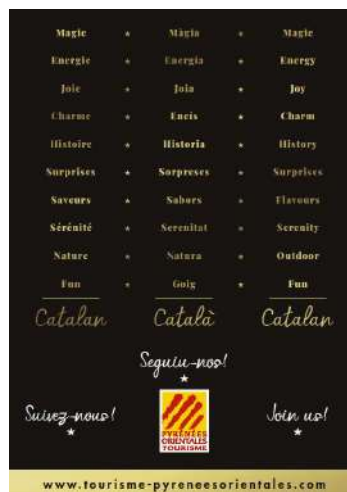 Magie * Màgia * Magic
Energie * Energia * Energy
Joie * Joia * Joy
Charme * Encís * Charm
Histoire * Historia * History
Surprises * Sorpreses * Surprises
Saveurs * Sabors * Flavours
Sérénité * Serenitat * Serenity
Nature * Natura * Outdoor
Fun * Goig * Fun
Catalan Català Catalan
Seguiu-nos!
Suivez-nous!
PYRÉNÉES
ORIENTALES
TOURISME
Join us!
www.tourisme-pyreneesorientales.com